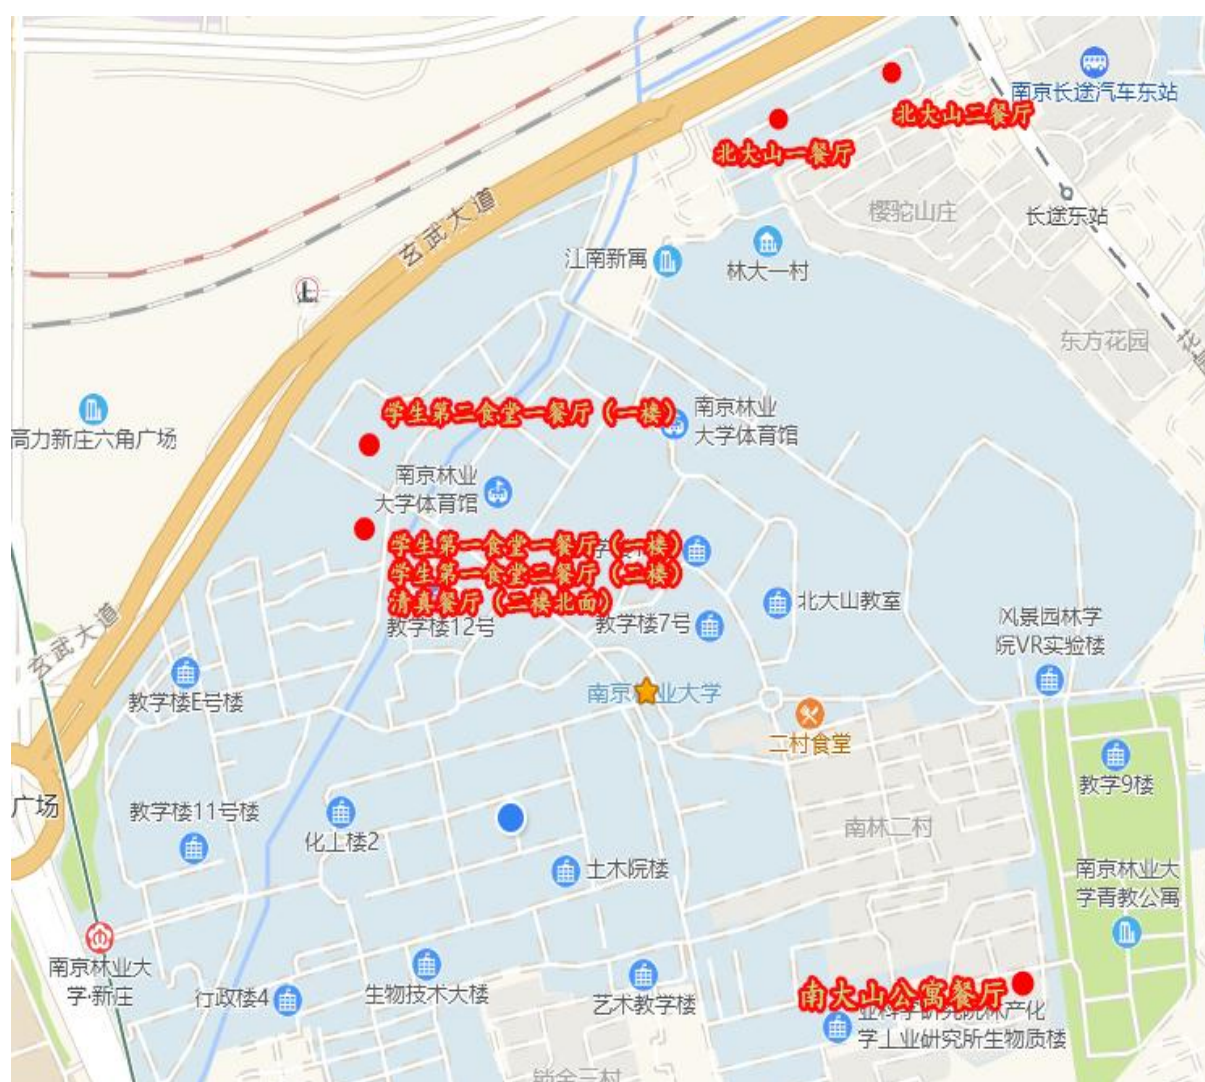 南京长途汽车东站
北大山二餐厅
北大山一餐厅
玄武大道
樱驼山庄
长途东站
江南新寓
林大一村
东方花园
学生第二食堂一餐厅（一楼）
南京林业
大学体育馆
高力新庄六角广场
南京林业
大学体育馆
学生第一食堂一餐厅（一楼）
学生第一食堂二餐厅（二楼）
清真餐厅（二楼北面）
教学楼12号
教学楼7号
北大山教室
风景园林学
院VR实验楼
玄武大道
教学楼E号楼
南京林业大学
二村食堂
教学9楼
广场
教学楼11号楼
化工楼2
南林二村
土木院楼
南京林业大
学青教公寓
南京林业大
学·新庄
行政楼4
生物技术大楼
艺术教学楼
南大山公寓餐厅
学工业研究所生物质楼
锁金三村